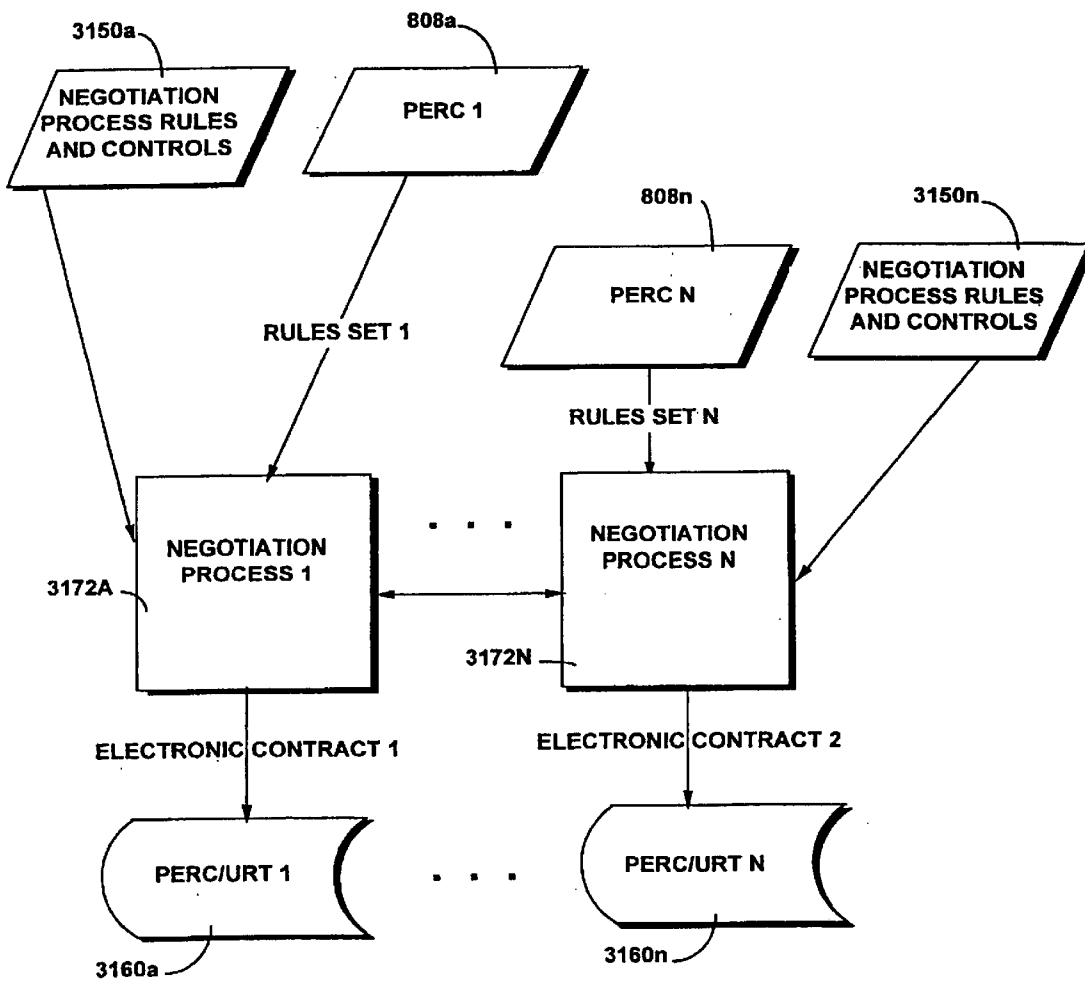 3150a
808a
NEGOTIATION
PROCESS RULES
AND CONTROLS
PERC 1
808n
3150n
PERC N
NEGOTIATION
PROCESS RULES
AND CONTROLS
RULES SET 1
RULES SET N
NEGOTIATION
PROCESS 1
. . .
NEGOTIATION
PROCESS N
3172A
3172N
ELECTRONIC CONTRACT 1
ELECTRONIC CONTRACT 2
PERC/URT 1
. . .
PERC/URT N
3160a
3160n